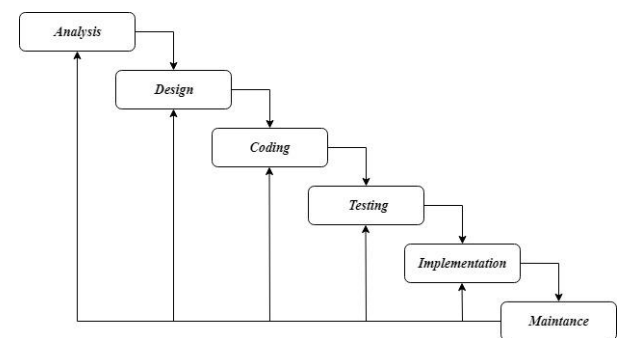 Analysis
Design
Coding
Testing
Implementation
Maintance